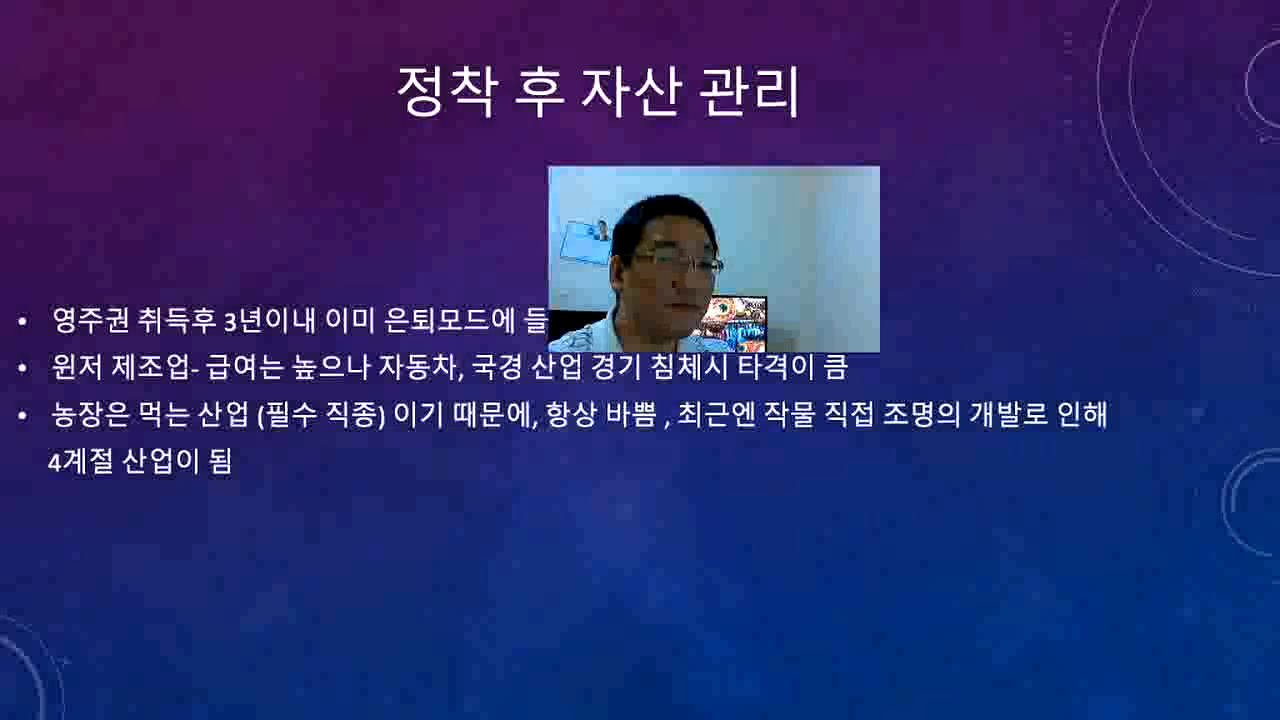 정착 후 자산 관리
• 영주권 취득후 3년이내 이미 은퇴모드에 들
• 윈저 제조업- 급여는 높으나 자동차, 국경 산업 경기 침체시 타격이 큼
• 농장은 먹는 산업 (필수 직종) 이기 때문에, 항상 바쁨 , 최근엔 작물 직접 조명의 개발로 인해
4계절 산업이 됨